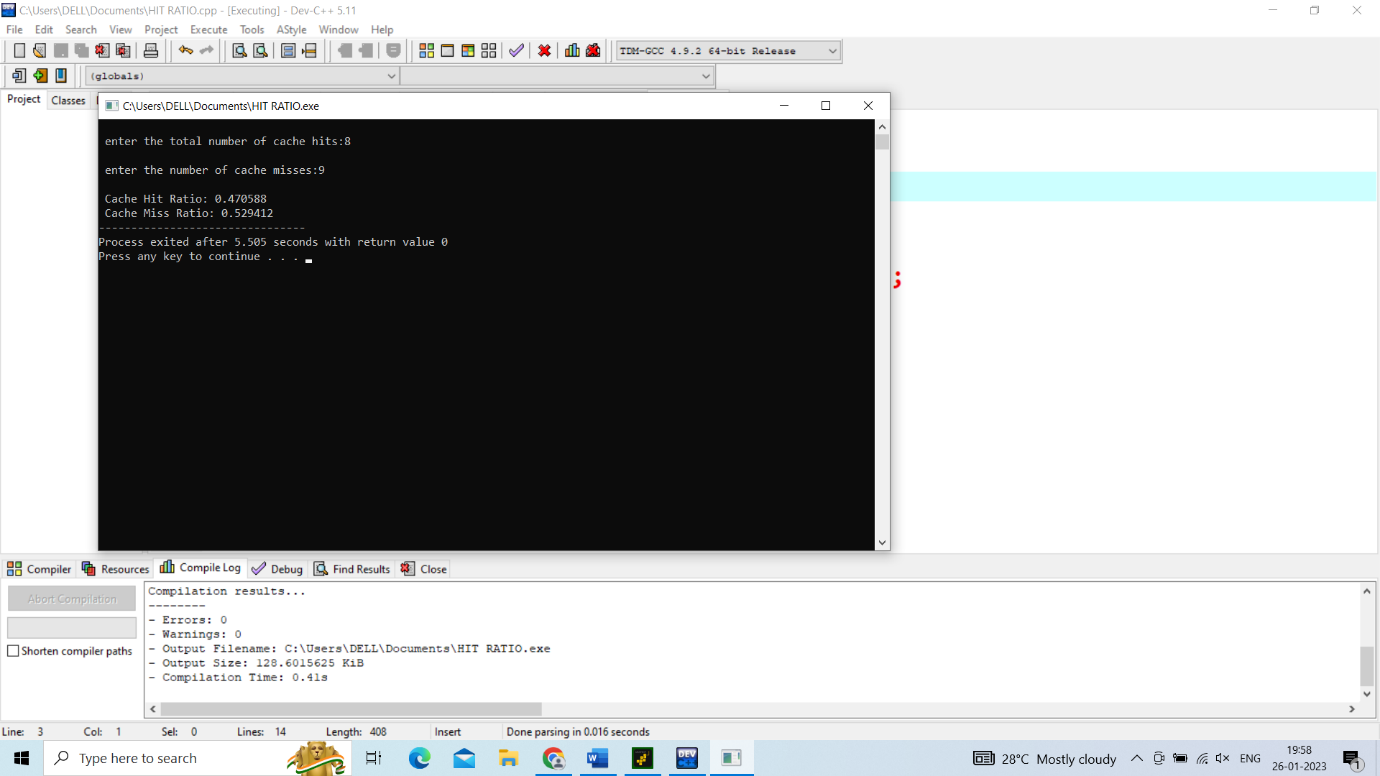 C:\Users\DELL\Documents\HIT RATIO.cpp - [Executing] - Dev-C++ 5.11
File Edit Search View Project Execute Tools AStyle Window Help
TDM-GCC 4.9.2 64-bit Release
(globals)
Project Classes
C:\Users\DELL\Documents\HIT RATIO.exe
enter the total number of cache hits:8
enter the number of cache misses:9
Cache Hit Ratio: 0.470588
Cache Miss Ratio: 0.529412
--------------------------------
Process exited after 5.505 seconds with return value 0
Press any key to continue . . .
;
Compiler Resources Compile Log Debug Find Results Close
Abort Compilation
Shorten compiler paths
Compilation results...
--------
- Errors: 0
- Warnings: 0
- Output Filename: C:\Users\DELL\Documents\HIT RATIO.exe
- Output Size: 128.6015625 KiB
- Compilation Time: 0.41s
Line: 3 Col: 1 Sel: 0 Lines: 14 Length: 408 Insert Done parsing in 0.016 seconds
Type here to search
DEV
28°C Mostly cloudy
ENG
19:58
26-01-2023
1